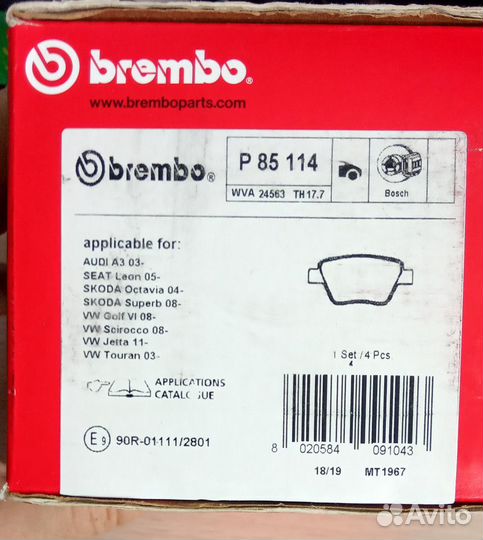 brembo®
www.bremboparts.com
brembo®
P 85 114
WVA 24563 TH 17.7
Bosch
applicable for:
AUDI A3 03-
SEAT Leon 05-
SKODA Octavia 04-
SKODA Superb 08-
VW Golf VI 08-
VW Scirocco 08-
VW Jetta 11-
VW Touran 03-
1 Set / 4 Pcs
4
APPLICATIONS
CATALOGUE
E9 90R-01111/2801
8 020584 091043
18/19 MT1967
Avito